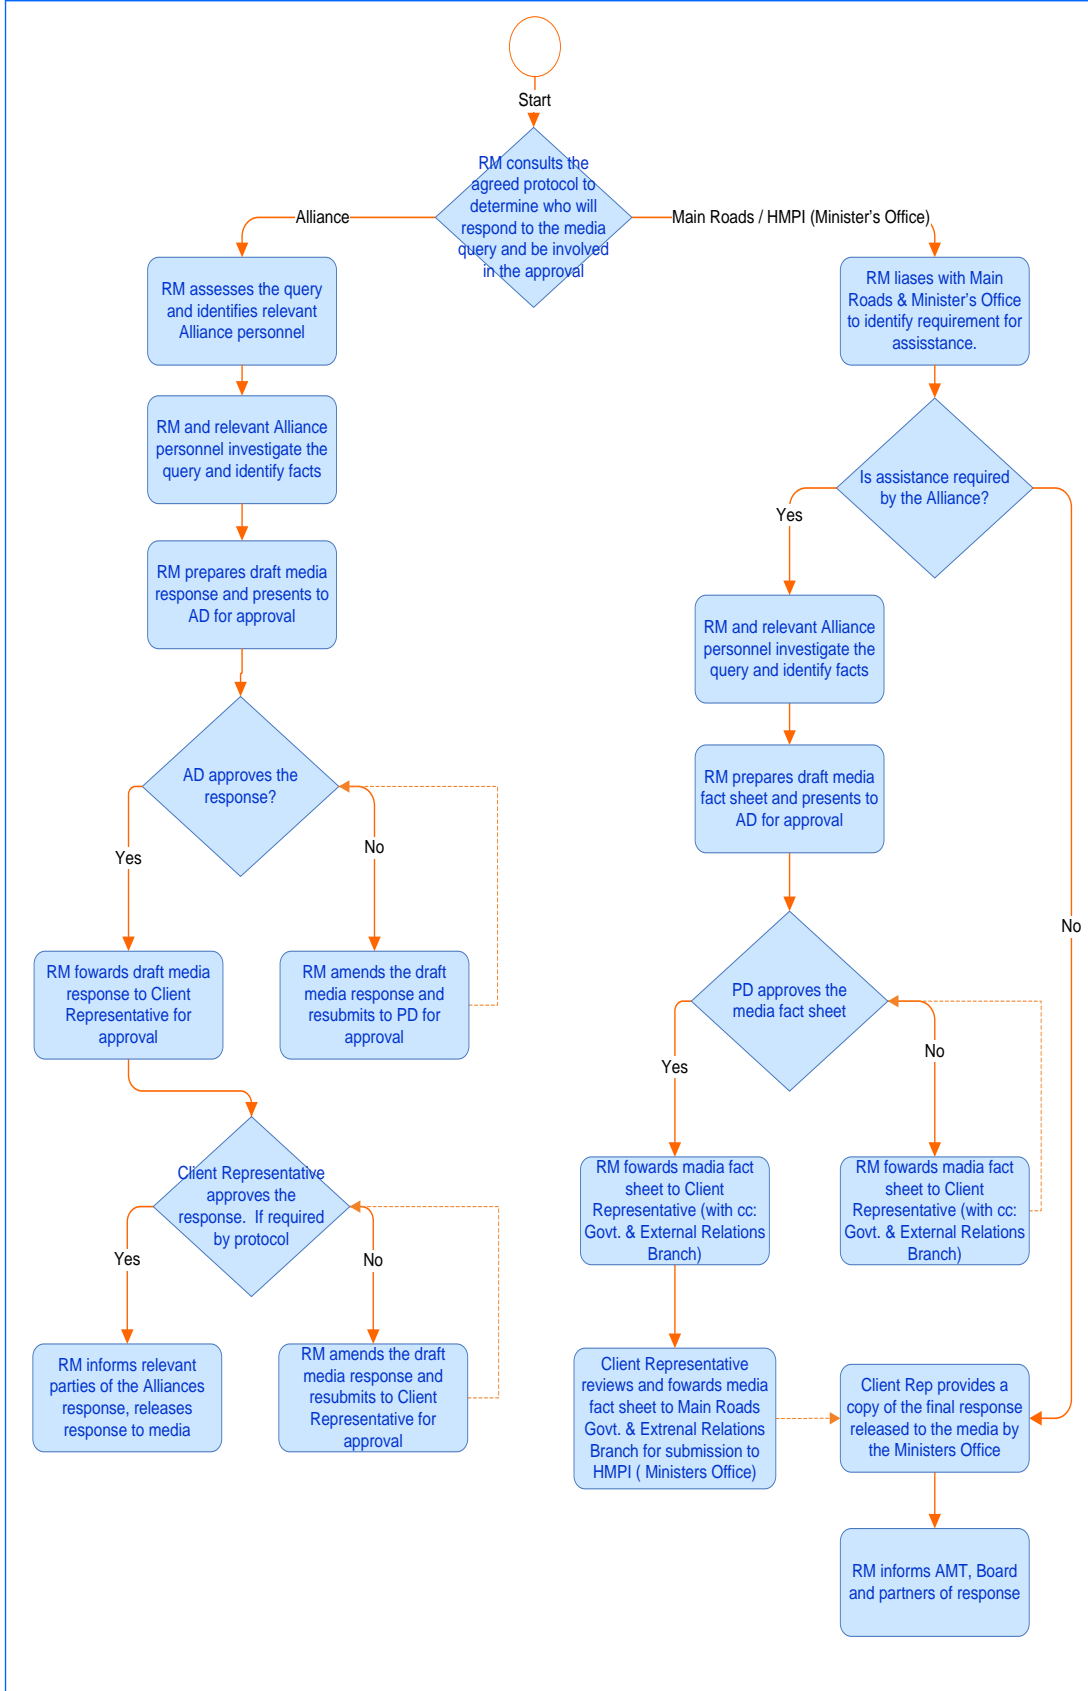 Start
RM consults the
agreed protocol to
determine who will
respond to the media
query and be involved
in the approval
Alliance
Main Roads / HMPI (Minister's Office)
RM assesses the query
and identifies relevant
Alliance personnel
RM liases with Main
Roads & Minister's Office
to identify requirement for
assisstance.
RM and relevant Alliance
personnel investigate the
query and identify facts
Is assistance required
by the Alliance?
Yes
No
RM prepares draft media
response and presents to
AD for approval
RM and relevant Alliance
personnel investigate the
query and identify facts
AD approves the
response?
Yes
No
RM prepares draft media
fact sheet and presents to
AD for approval
RM fowards draft media
response to Client
Representative for
approval
RM amends the draft
media response and
resubmits to PD for
approval
PD approves the
media fact sheet
Yes
No
Client Representative
approves the
response.  If required
by protocol
Yes
No
RM fowards madia fact
sheet to Client
Representative (with cc:
Govt. & External Relations
Branch)
RM fowards madia fact
sheet to Client
Representative (with cc:
Govt. & External Relations
Branch)
RM informs relevant
parties of the Alliances
response, releases
response to media
RM amends the draft
media response and
resubmits to Client
Representative for
approval
Client Representative
reviews and fowards media
fact sheet to Main Roads
Govt. & Extrenal Relations
Branch for submission to
HMPI ( Ministers Office)
Client Rep provides a
copy of the final response
released to the media by
the Ministers Office
RM informs AMT, Board
and partners of response